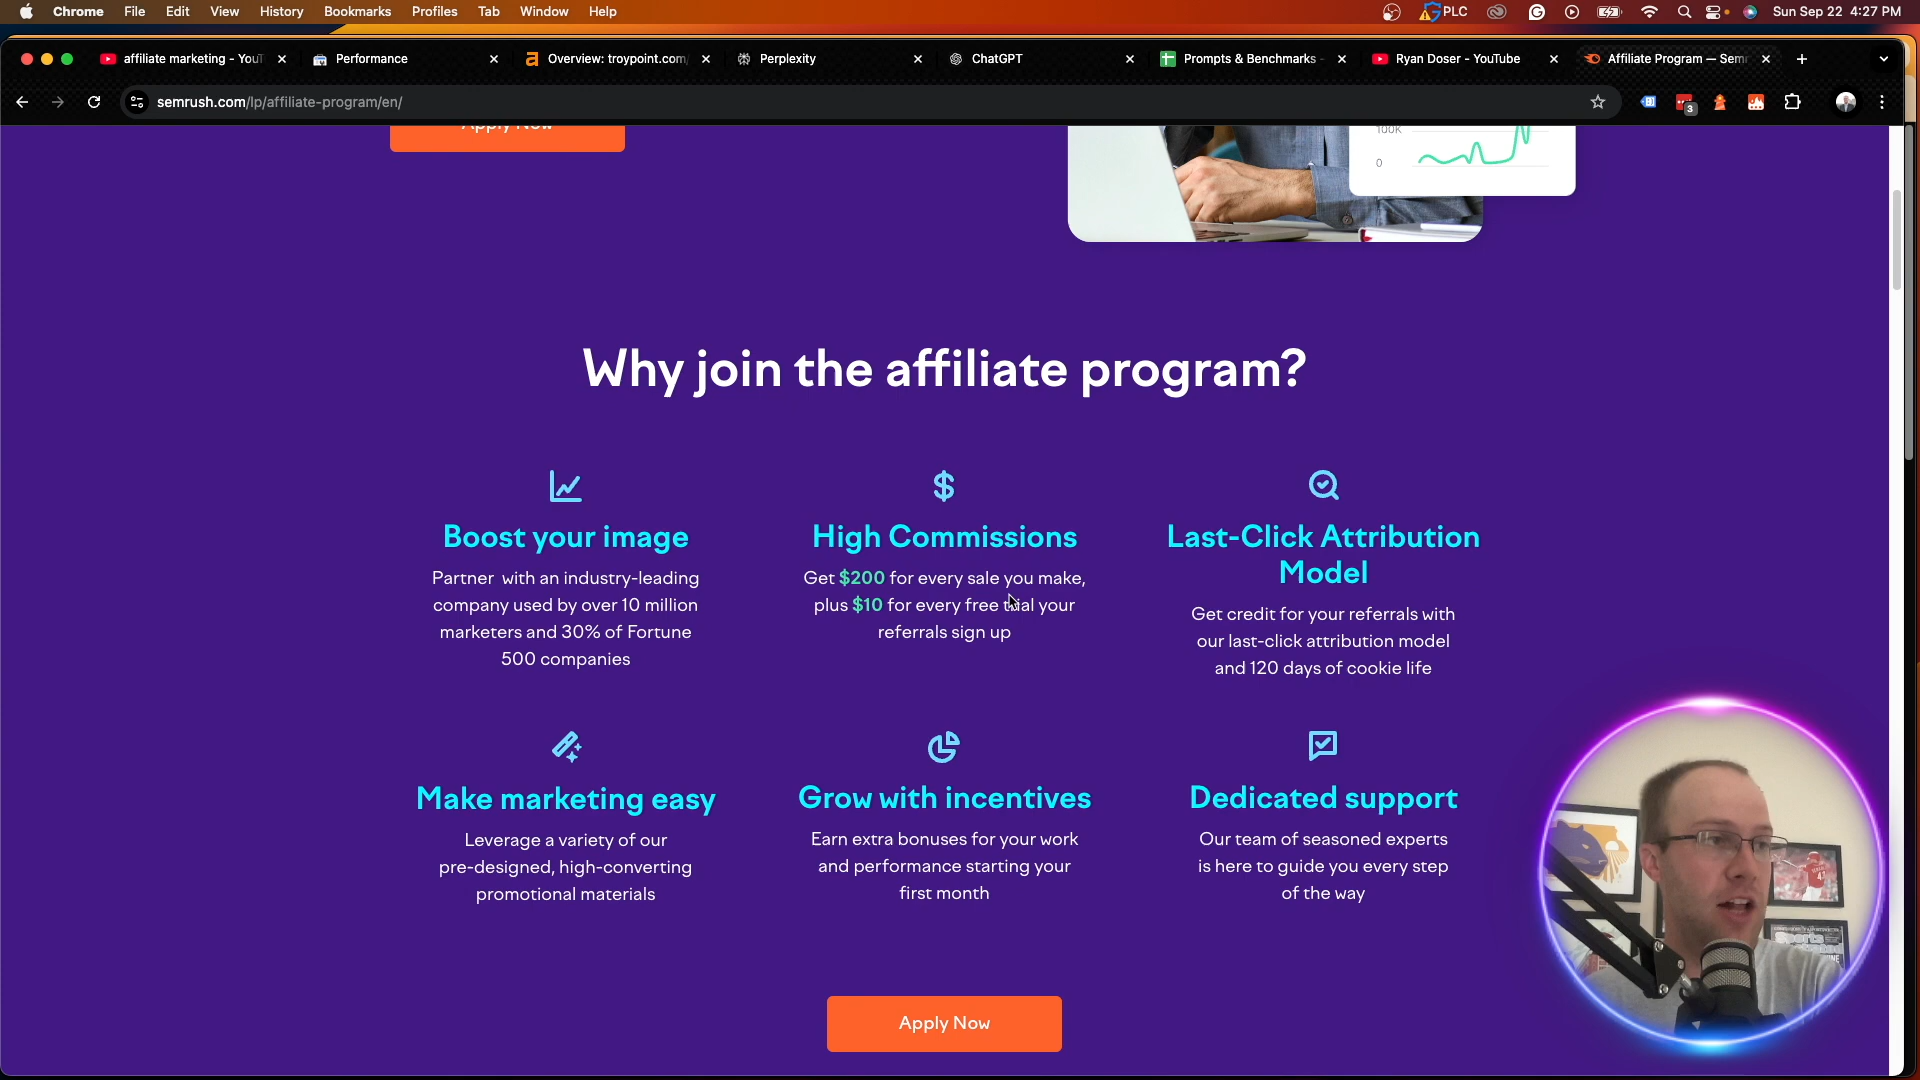 Chrome File Edit View History Bookmarks Profiles Tab Window Help PLC Sun Sep 22 4:27 PM
affiliate marketing - YouT Performance Overview: troypoint.com/ Perplexity ChatGPT Prompts & Benchmarks - Ryan Doser - YouTube Affiliate Program — Semr
semrush.com/lp/affiliate-program/en/
3
Apply Now
100K
0
Why join the affiliate program?
Boost your image
Partner with an industry-leading
company used by over 10 million
marketers and 30% of Fortune
500 companies
High Commissions
Get $200 for every sale you make,
plus $10 for every free trial your
referrals sign up
Last-Click Attribution
Model
Get credit for your referrals with
our last-click attribution model
and 120 days of cookie life
Make marketing easy
Leverage a variety of our
pre-designed, high-converting
promotional materials
Grow with incentives
Earn extra bonuses for your work
and performance starting your
first month
Dedicated support
Our team of seasoned experts
is here to guide you every step
of the way
Apply Now
Sports